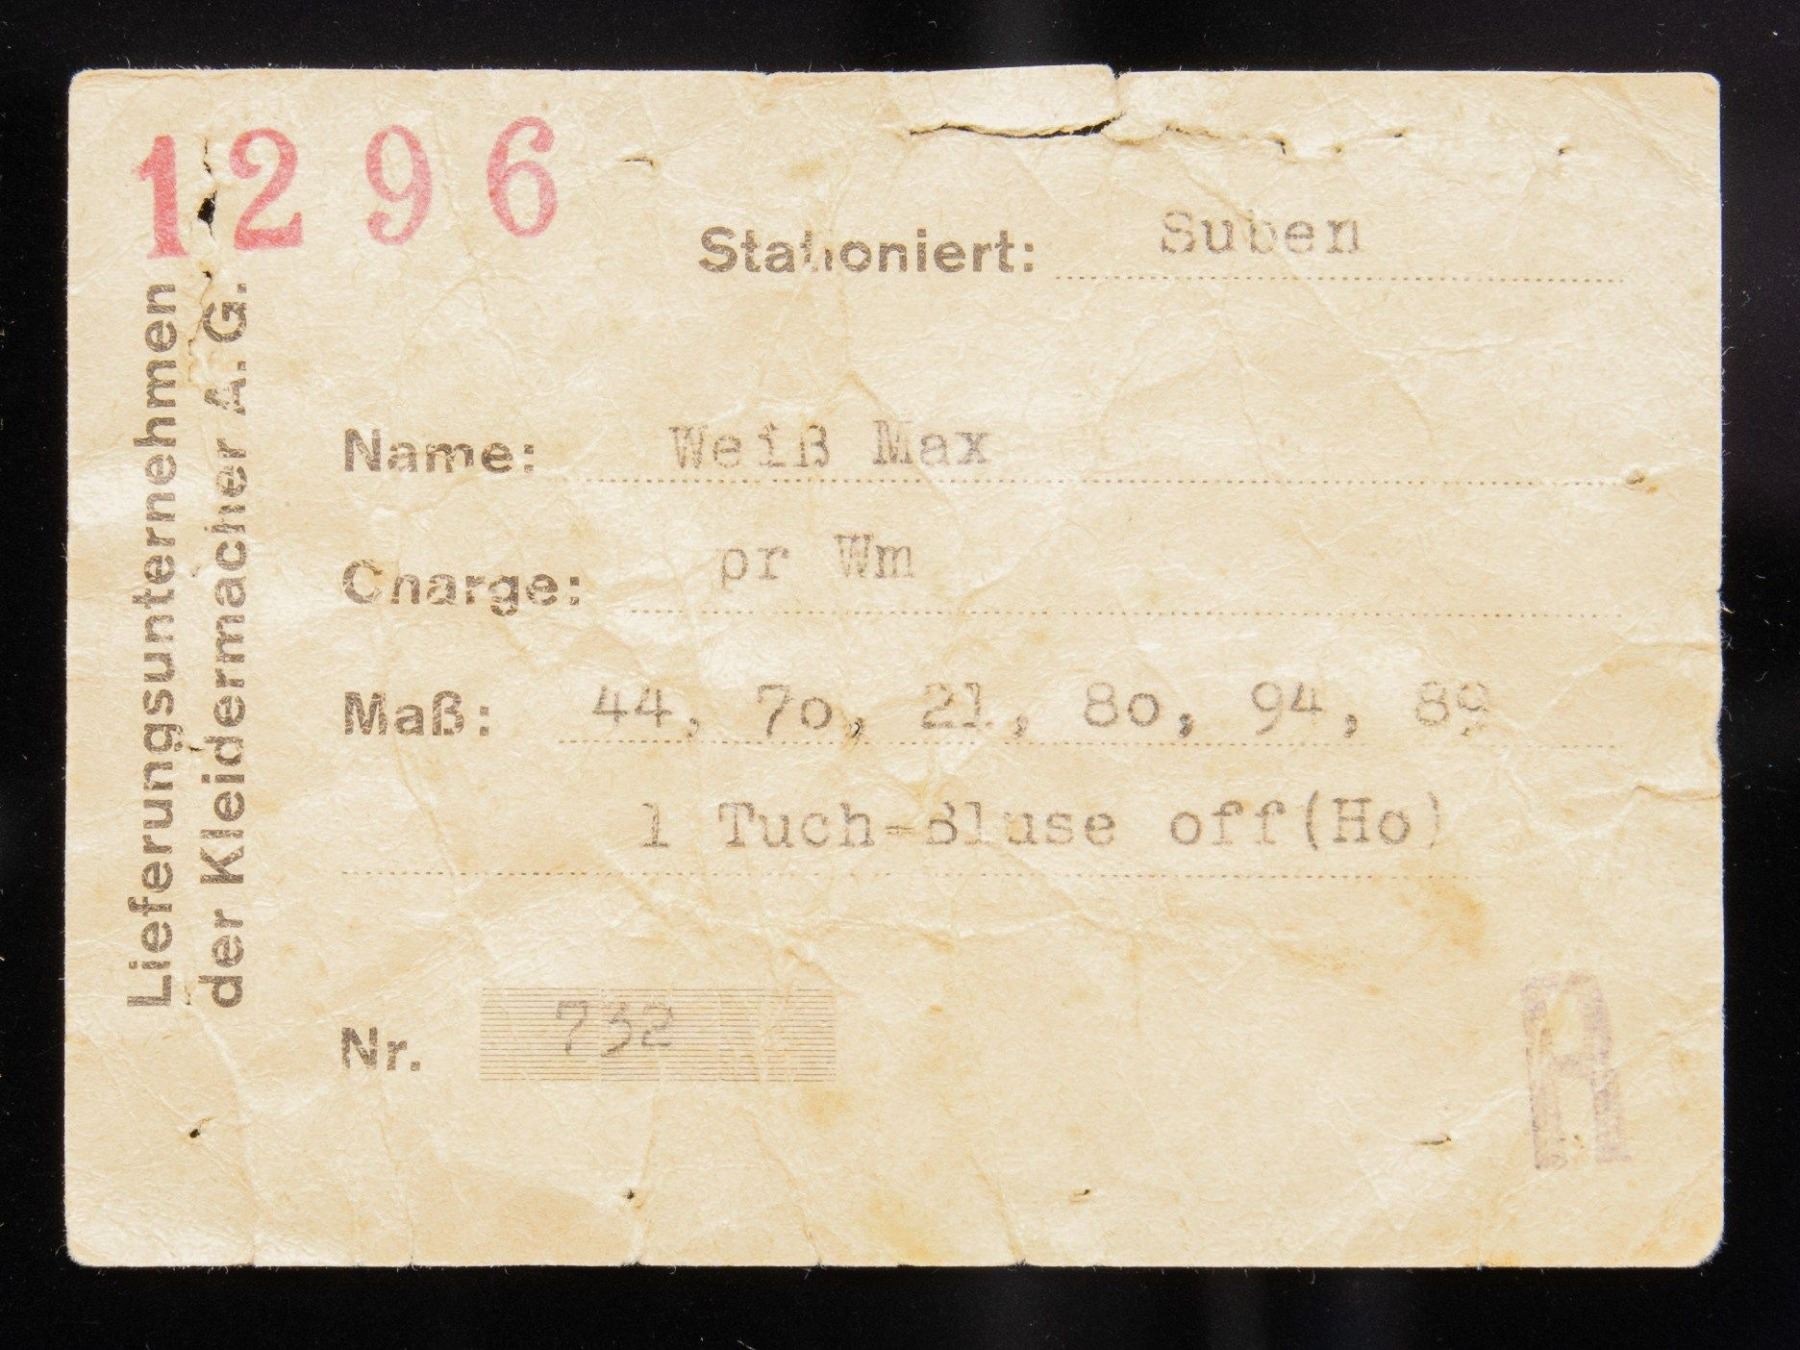 1296
Stationiert: Suben
Lieferungsunternehmen
der Kleidermacher A. G.
Name: Weiß Max
Charge: pr Wm
Maß: 44, 7o, 21, 8o, 94, 89
1 Tuch-Bluse off(Ho)
Nr. 732
A